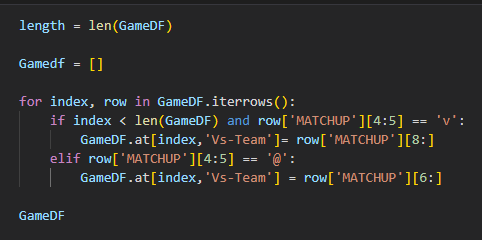 length = len(GameDF)
Gamedf = []
for index, row in GameDF.iterrows():
    if index < len(GameDF) and row['MATCHUP'][4:5] == 'v':
        GameDF.at[index,'Vs-Team']= row['MATCHUP'][8:]
    elif row['MATCHUP'][4:5] == '@':
        GameDF.at[index,'Vs-Team'] = row['MATCHUP'][6:]
GameDF